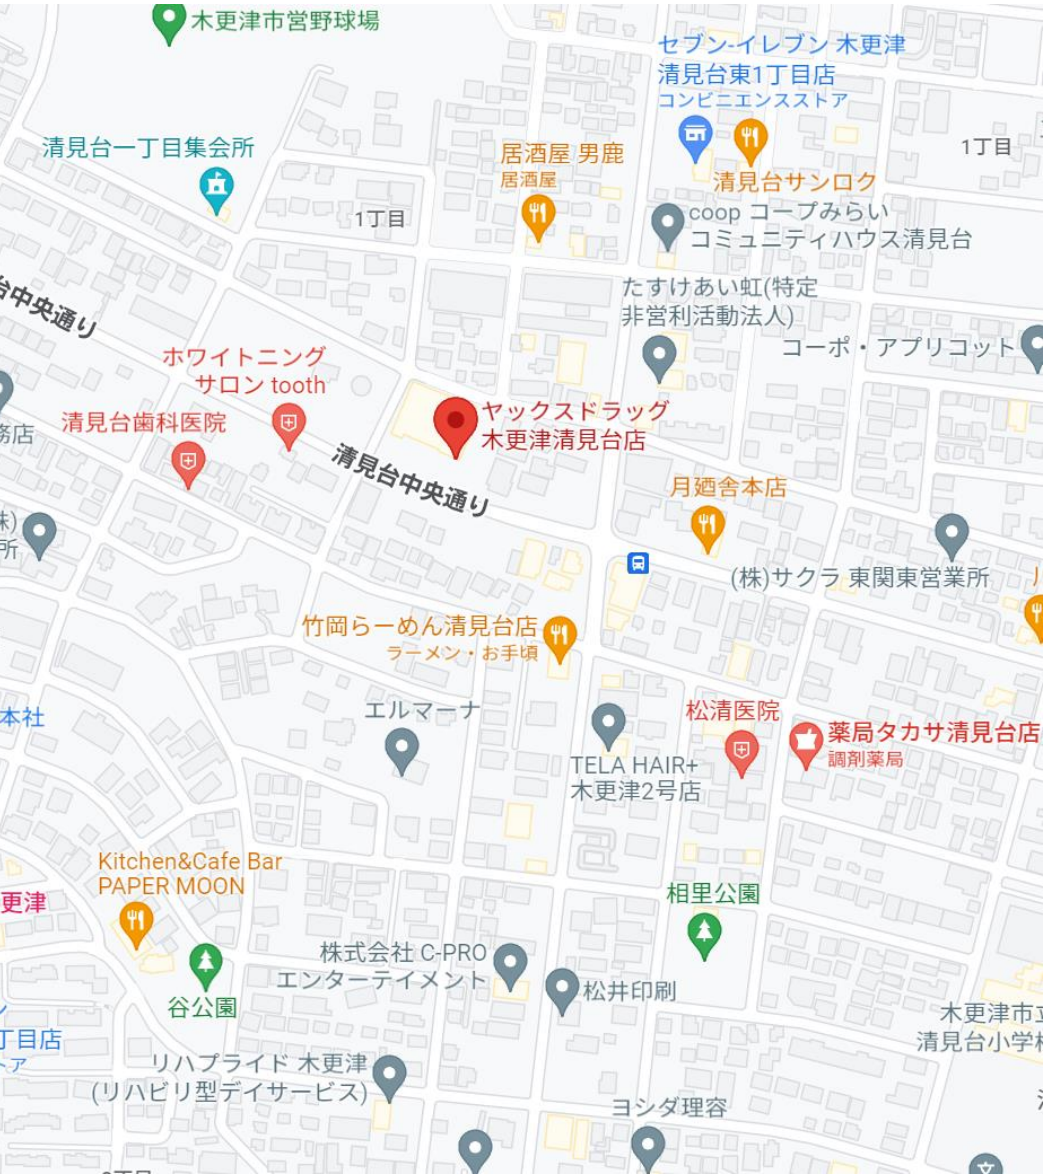 木更津市営野球場
セブン-イレブン 木更津
清見台東1丁目店
コンビニエンスストア
清見台一丁目集会所
居酒屋 男鹿
居酒屋
1丁目
清見台サンロク
1丁目
coop コープみらい
コミュニティハウス清見台
台中央通り
たすけあい虹(特定
非営利活動法人)
コーポ・アプリコット
ホワイトニング
サロン tooth
清見台歯科医院
務店
ヤックスドラッグ
木更津清見台店
清見台中央通り
月廼舎本店
株)
所
(株)サクラ 東関東営業所
竹岡らーめん清見台店
ラーメン・お手頃
エルマーナ
本社
松清医院
薬局タカサ清見台店
調剤薬局
TELA HAIR+
木更津2号店
Kitchen&Cafe Bar
PAPER MOON
更津
相里公園
株式会社 C-PRO
エンターテイメント
松井印刷
谷公園
木更津市立
清見台小学校
丁目店
トア
リハプライド 木更津
(リハビリ型デイサービス)
ヨシダ理容